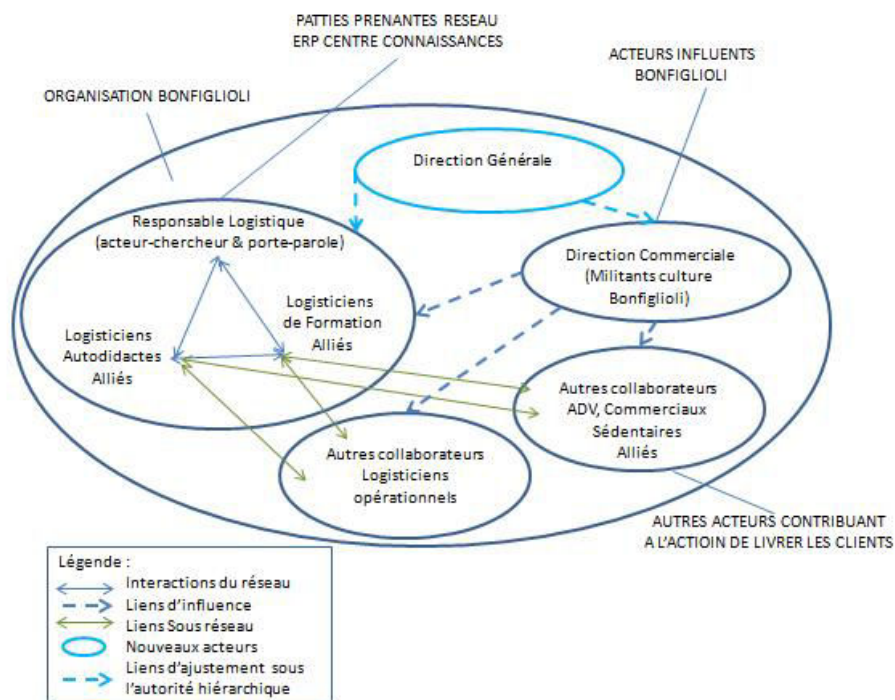 PATTIES PRENANTES RESEAU
ERP CENTRE CONNAISSANCES
ACTEURS INFLUENTS
BONFIGLIOLI
ORGANISATION BONFIGLIOLI
Direction Générale
Responsable Logistique
(acteur-chercheur & porte-parole)
Direction Commerciale
(Militants culture
Bonfiglioli)
Logisticiens
de Formation
Alliés
Logisticiens
Autodidactes
Alliés
Autres collaborateurs
ADV, Commerciaux
Sédentaires
Alliés
Autres collaborateurs
Logisticiens
opérationnels
AUTRES ACTEURS CONTRIBUANT
A L'ACTIOIN DE LIVRER LES CLIENTS
Légende :
Interactions du réseau
Liens d'influence
Liens Sous réseau
Nouveaux acteurs
Liens d'ajustement sous
l'autorité hiérarchique